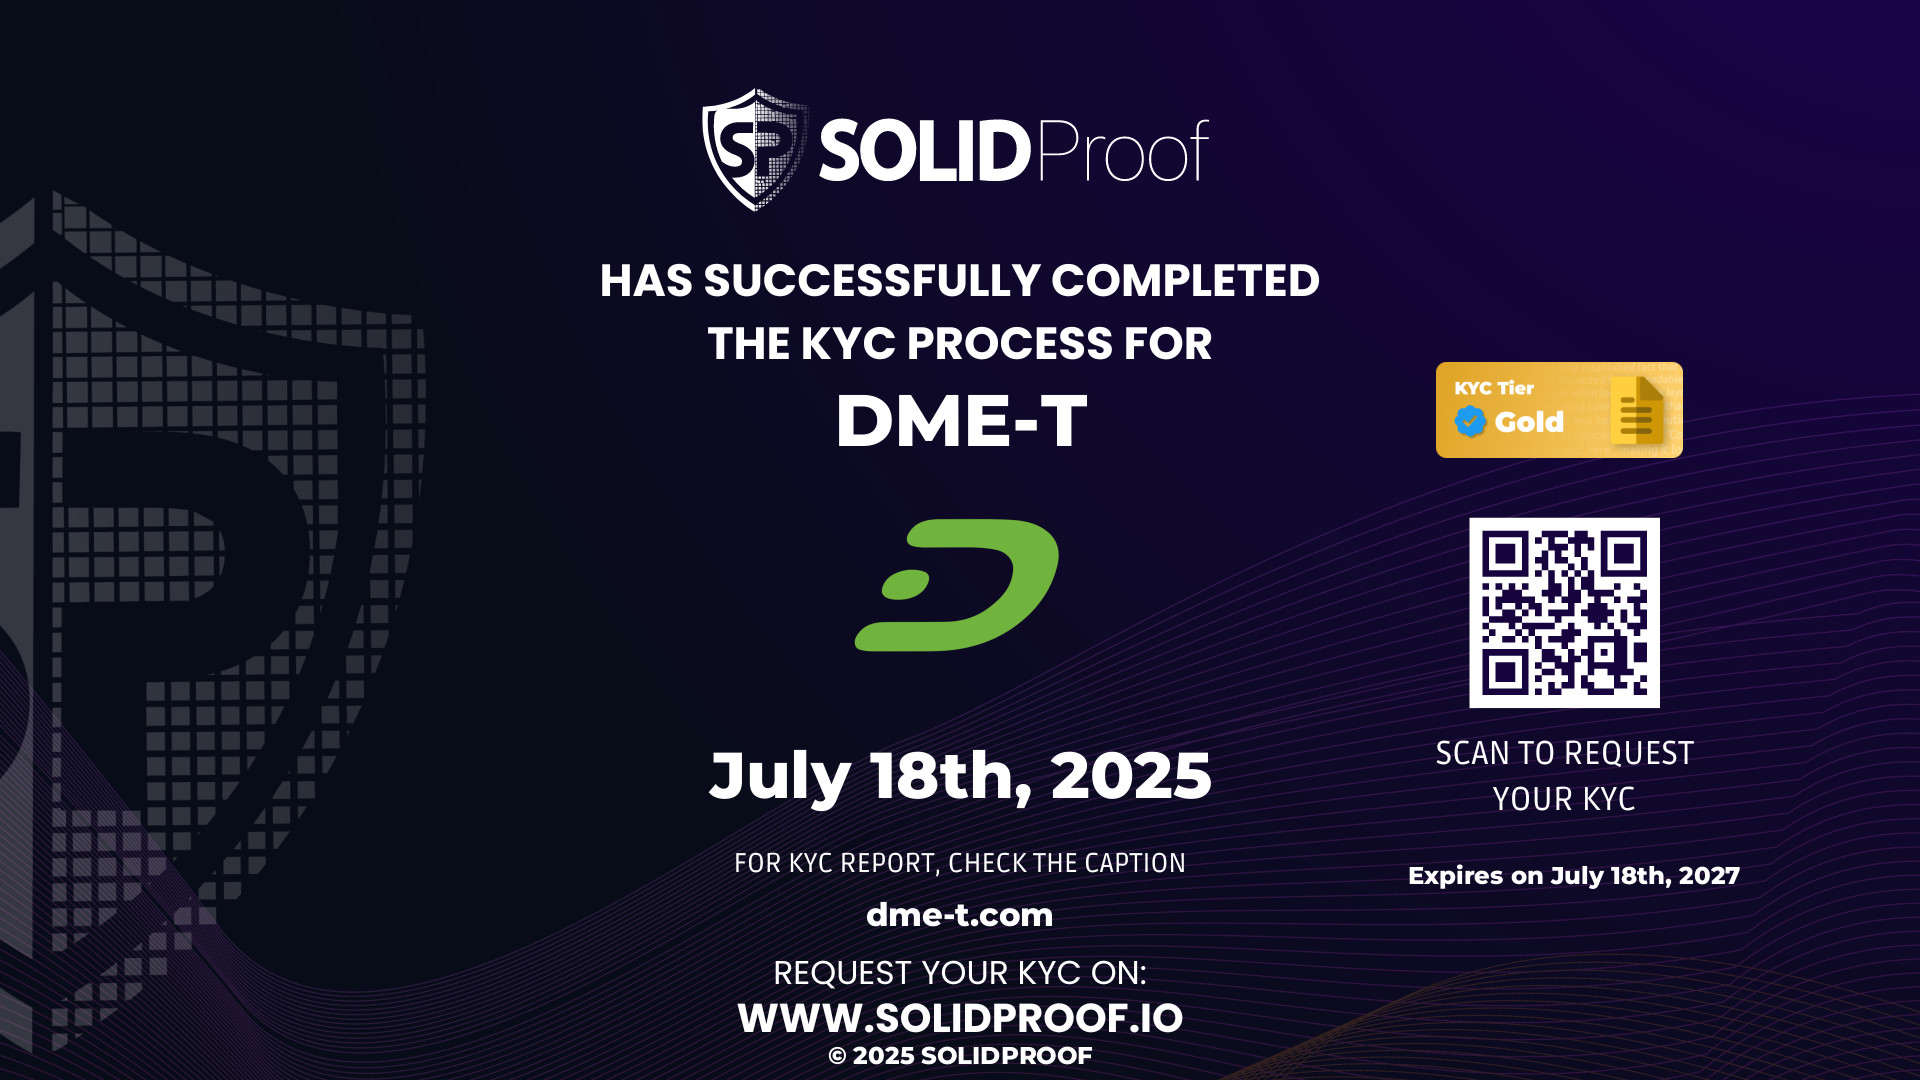 SP SOLIDProof
HAS SUCCESSFULLY COMPLETED
THE KYC PROCESS FOR
DME-T
KYC Tier
Gold
July 18th, 2025
SCAN TO REQUEST
YOUR KYC
FOR KYC REPORT, CHECK THE CAPTION
Expires on July 18th, 2027
dme-t.com
REQUEST YOUR KYC ON:
WWW.SOLIDPROOF.IO
© 2025 SOLIDPROOF